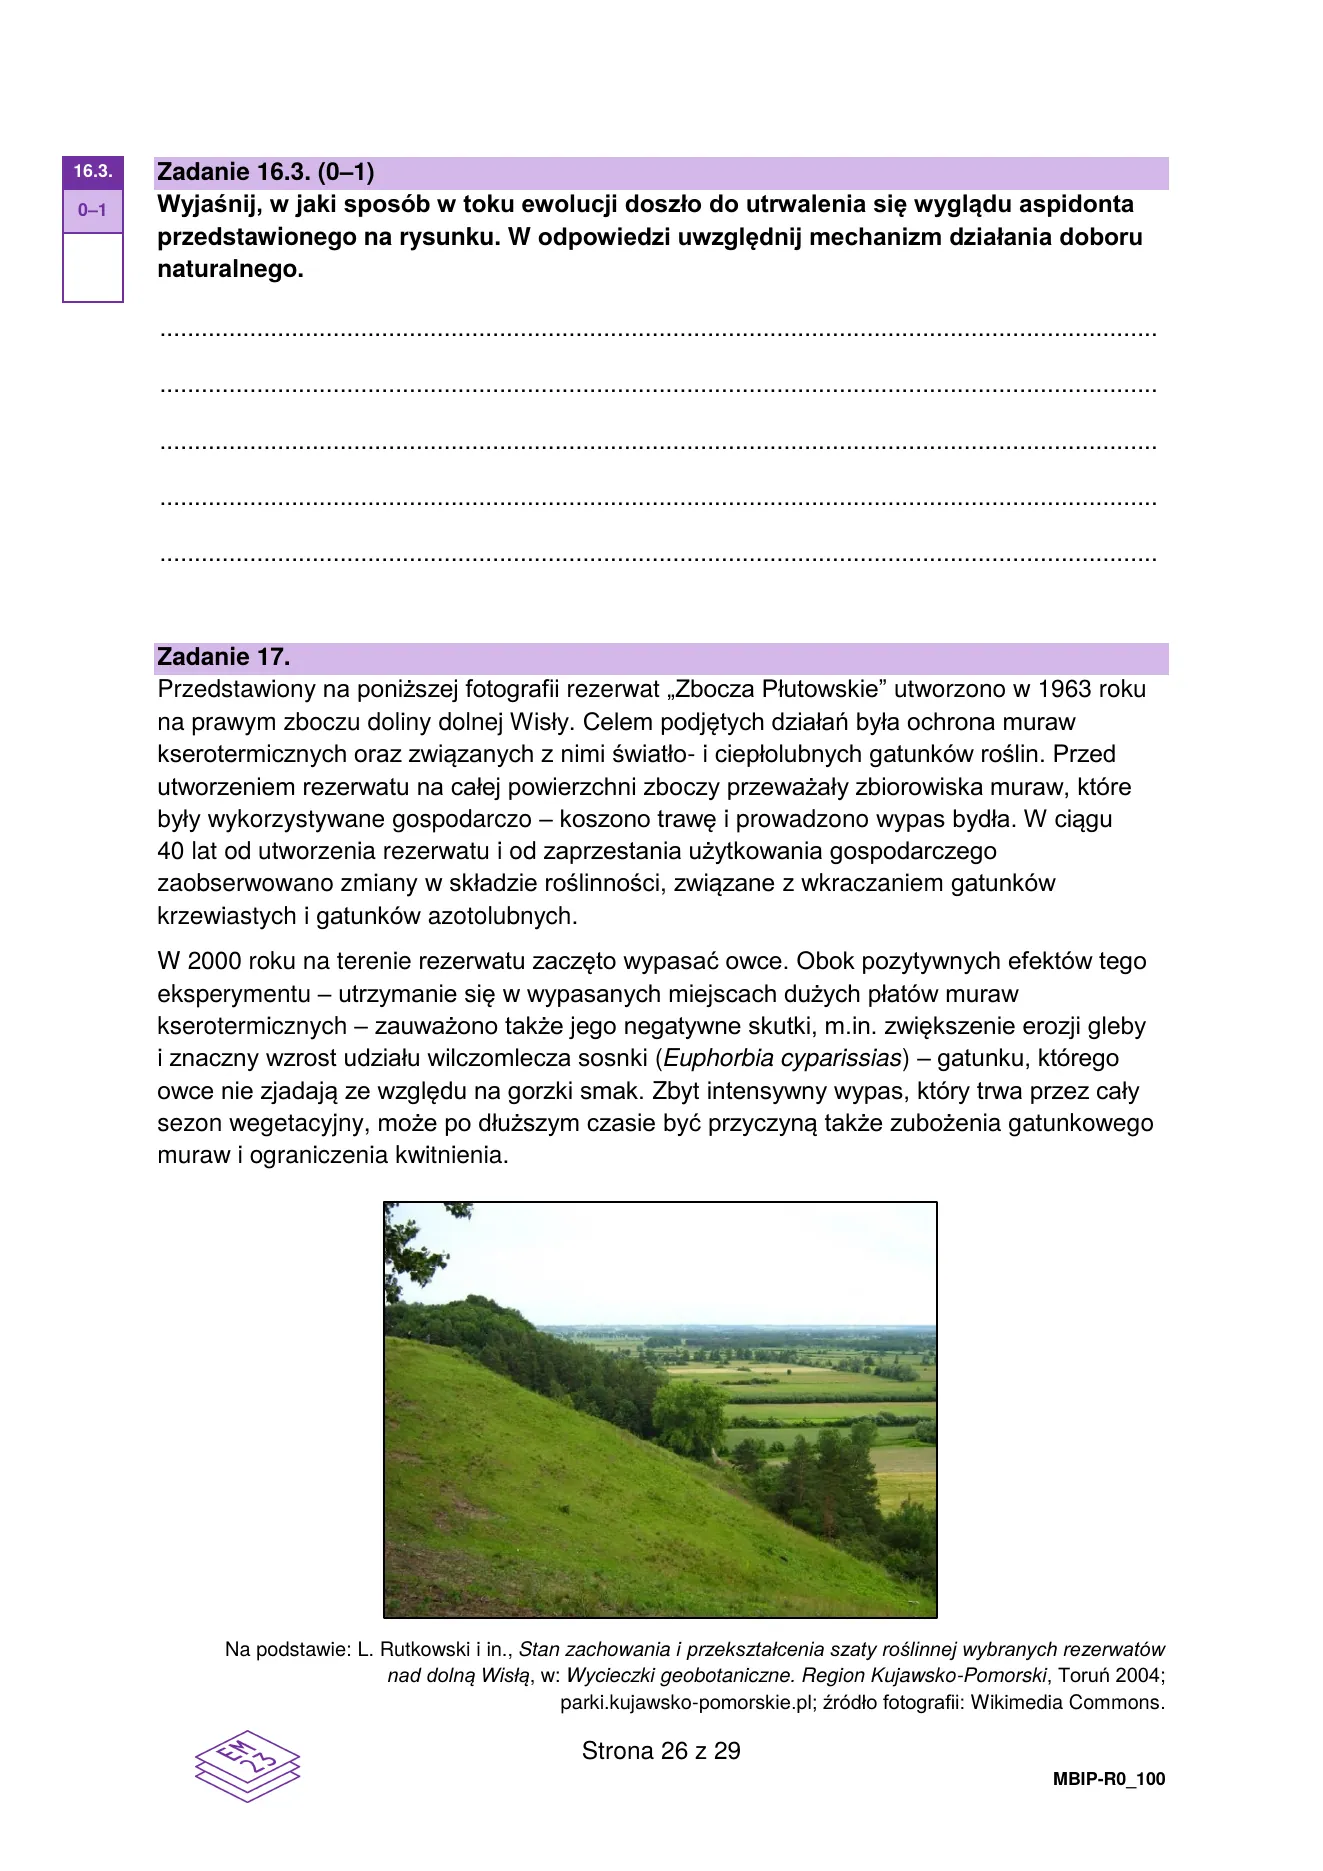 16.3.
0–1
Zadanie 16.3. (0–1)
Wyjaśnij, w jaki sposób w toku ewolucji doszło do utrwalenia się wyglądu aspidonta
przedstawionego na rysunku. W odpowiedzi uwzględnij mechanizm działania doboru
naturalnego.
Zadanie 17.
Przedstawiony na poniższej fotografii rezerwat „Zbocza Płutowskie” utworzono w 1963 roku
na prawym zboczu doliny dolnej Wisły. Celem podjętych działań była ochrona muraw
kserotermicznych oraz związanych z nimi światło- i ciepłolubnych gatunków roślin. Przed
utworzeniem rezerwatu na całej powierzchni zboczy przeważały zbiorowiska muraw, które
były wykorzystywane gospodarczo – koszono trawę i prowadzono wypas bydła. W ciągu
40 lat od utworzenia rezerwatu i od zaprzestania użytkowania gospodarczego
zaobserwowano zmiany w składzie roślinności, związane z wkraczaniem gatunków
krzewiastych i gatunków azotolubnych.
W 2000 roku na terenie rezerwatu zaczęto wypasać owce. Obok pozytywnych efektów tego
eksperymentu – utrzymanie się w wypasanych miejscach dużych płatów muraw
kserotermicznych – zauważono także jego negatywne skutki, m.in. zwiększenie erozji gleby
i znaczny wzrost udziału wilczomlecza sosnki (Euphorbia cyparissias) – gatunku, którego
owce nie zjadają ze względu na gorzki smak. Zbyt intensywny wypas, który trwa przez cały
sezon wegetacyjny, może po dłuższym czasie być przyczyną także zubożenia gatunkowego
muraw i ograniczenia kwitnienia.
Na podstawie: L. Rutkowski i in., Stan zachowania i przekształcenia szaty roślinnej wybranych rezerwatów
nad dolną Wisłą, w: Wycieczki geobotaniczne. Region Kujawsko-Pomorski, Toruń 2004;
parki.kujawsko-pomorskie.pl; źródło fotografii: Wikimedia Commons.
EM
23
Strona 26 z 29
MBIP-R0_100